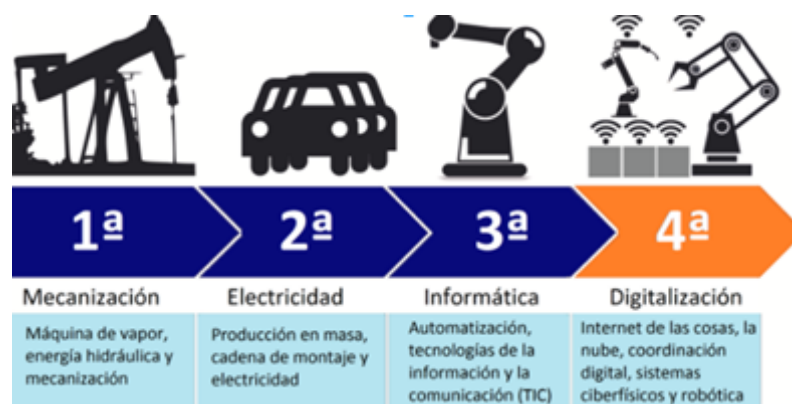 1ª
2ª
3ª
4ª
Mecanización
Electricidad
Informática
Digitalización
Máquina de vapor,
energía hidráulica y
mecanización
Producción en masa,
cadena de montaje y
electricidad
Automatización,
tecnologías de la
información y la
comunicación (TIC)
Internet de las cosas, la
nube, coordinación
digital, sistemas
ciberfísicos y robótica